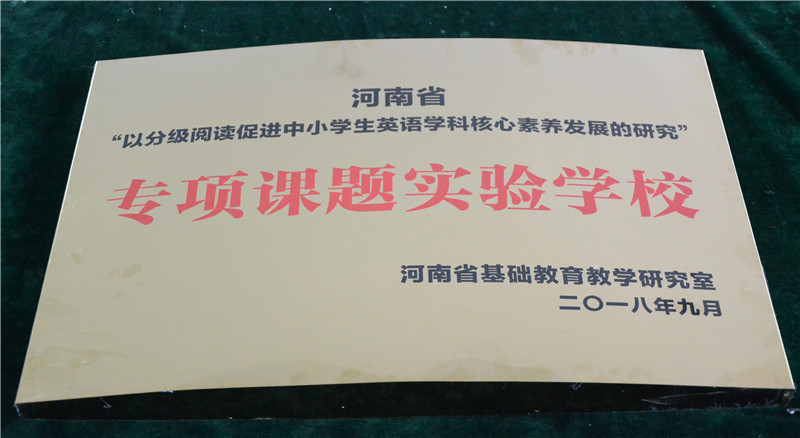 河南省
“以分级阅读促进中小学生英语学科核心素养发展的研究”
专项课题实验学校
河南省基础教育教学研究室
二〇一八年九月